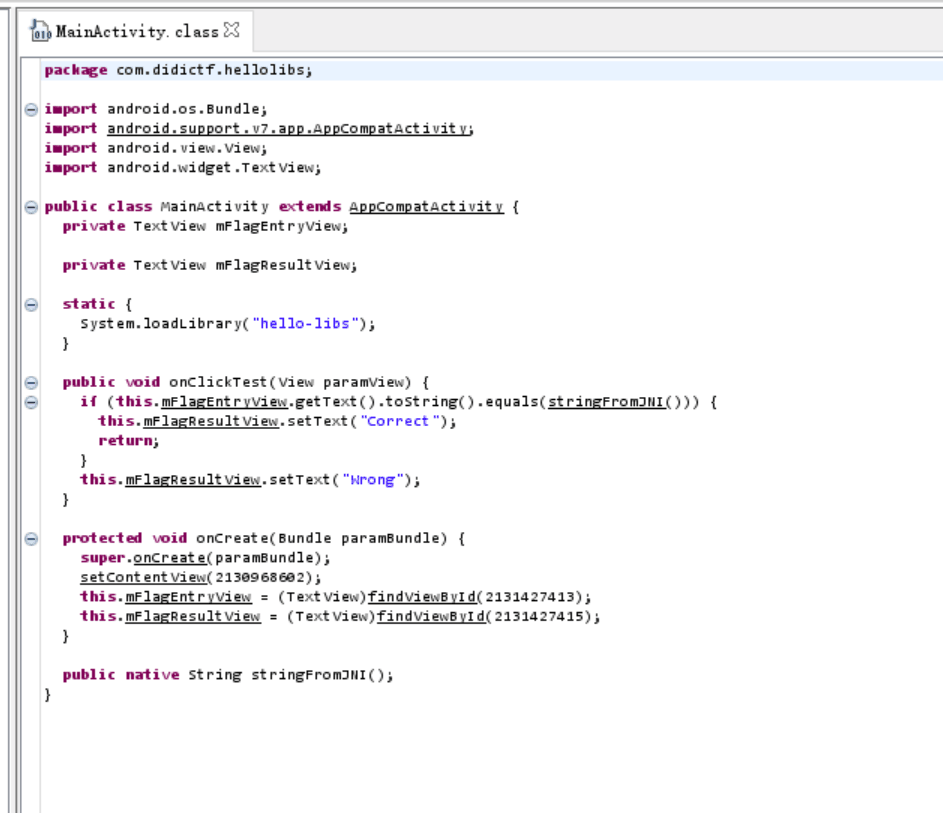 MainActivity.class
package com.didictf.hellolibs;
import android.os.Bundle;
import android.support.v7.app.AppCompatActivity;
import android.view.View;
import android.widget.TextView;
public class MainActivity extends AppCompatActivity {
private TextView mFlagEntryView;
private TextView mFlagResultView;
static {
System.loadLibrary("hello-libs");
}
public void onClickTest(View paramView) {
if (this.mFlagEntryView.getText().toString().equals(stringFromJNI())) {
this.mFlagResultView.setText("Correct");
return;
}
this.mFlagResultView.setText("Wrong");
}
protected void onCreate(Bundle paramBundle) {
super.onCreate(paramBundle);
setContentView(2130968602);
this.mFlagEntryView = (TextView)findViewById(2131427413);
this.mFlagResultView = (TextView)findViewById(2131427415);
}
public native String stringFromJNI();
}